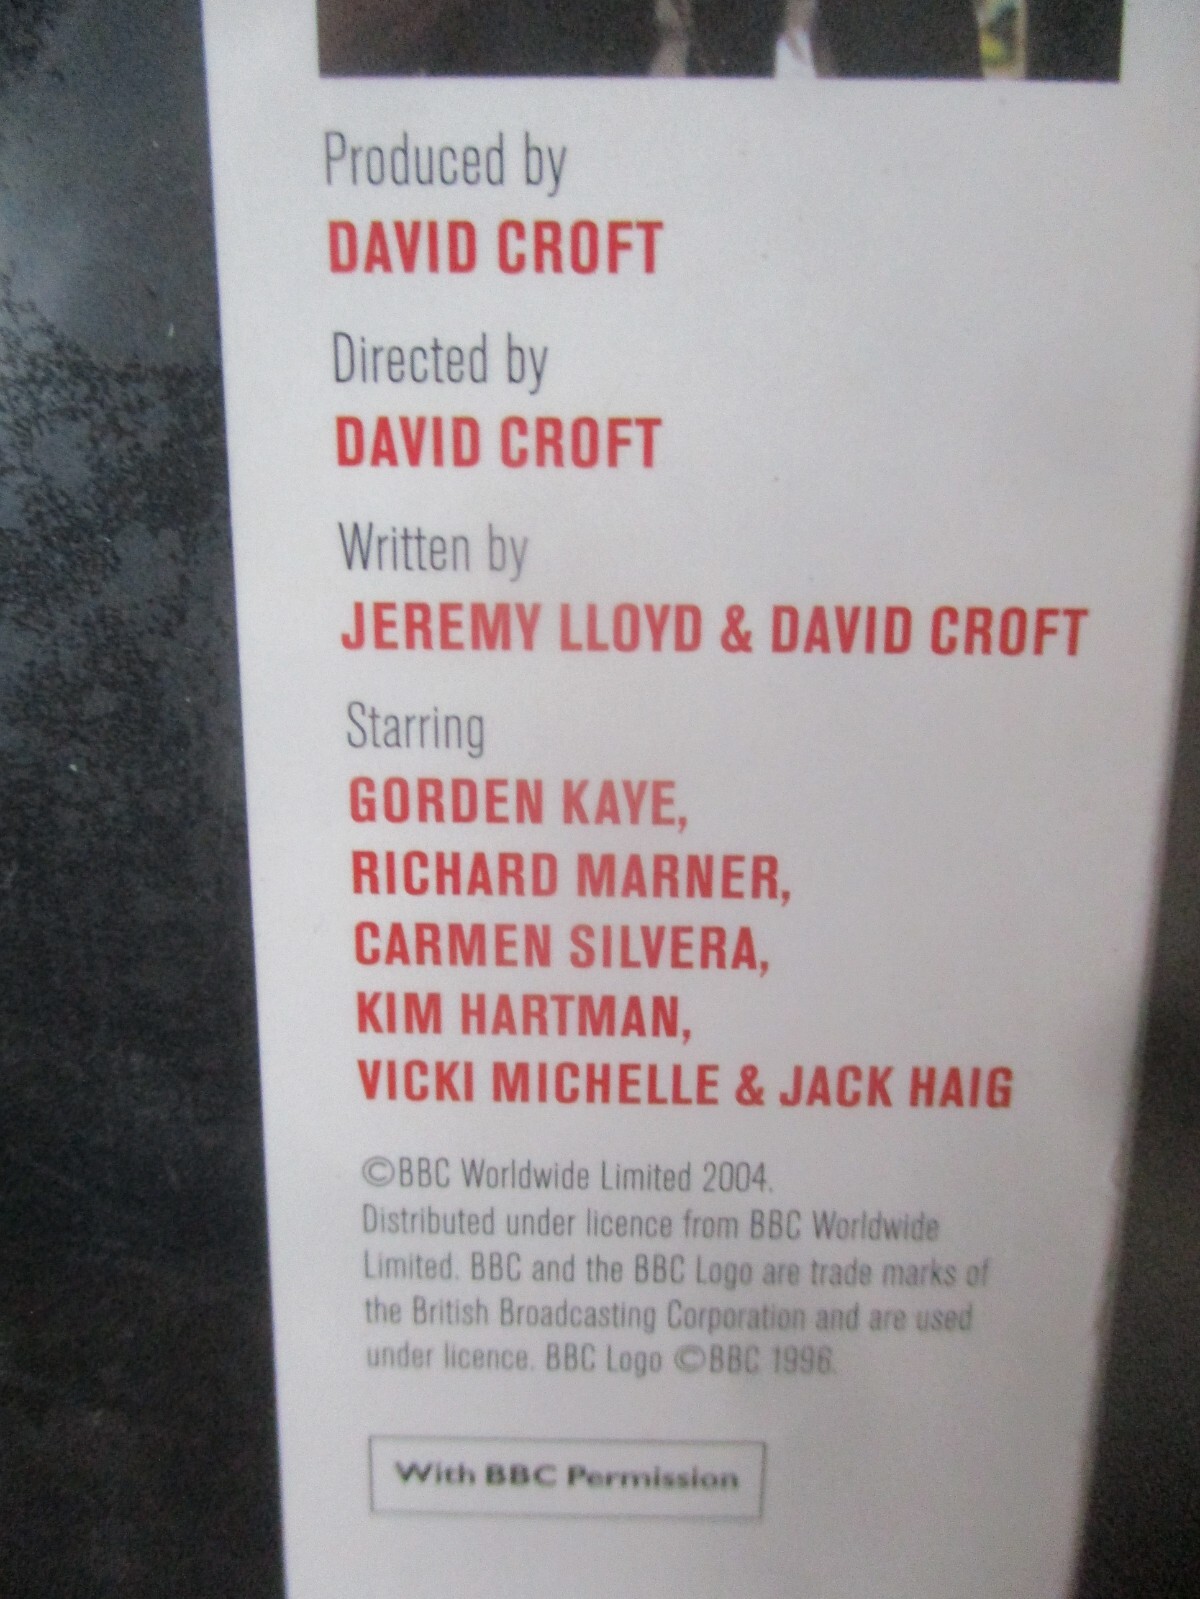 Produced by
DAVID CROFT
Directed by
DAVID CROFT
Written by
JEREMY LLOYD & DAVID CROFT
Starring
GORDEN KAYE,
RICHARD MARNER,
CARMEN SILVERA,
KIM HARTMAN,
VICKI MICHELLE & JACK HAIG
©BBC Worldwide Limited 2004.
Distributed under licence from BBC Worldwide
Limited. BBC and the BBC Logo are trade marks of
the British Broadcasting Corporation and are used
under licence. BBC Logo ©BBC 1996.
With BBC Permission